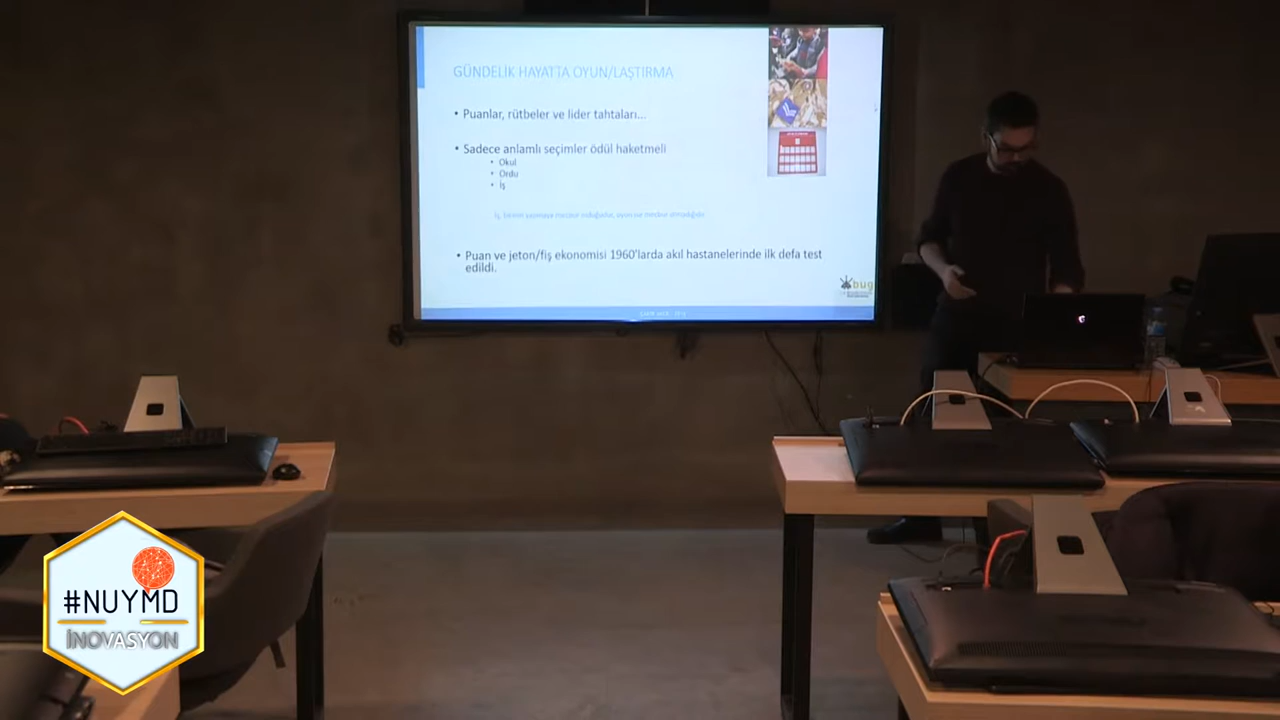 GÜNDELİK HAYATTA OYUN/LAŞTIRMA
• Puanlar, rütbeler ve lider tahtaları...
• Sadece anlamlı seçimler ödül haketmeli
• Okul
• Ordu
• İş
• Puan ve jeton/fiş ekonomisi 1960'larda akıl hastanelerinde ilk defa test
edildi.
bug
#NUYMD
İNOVASYON